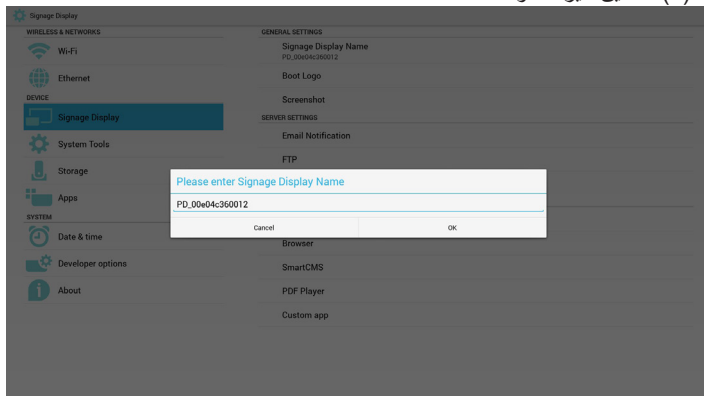 Signage Display
WIRELESS & NETWORKS
Wi-Fi
Ethernet
DEVICE
Signage Display
System Tools
Storage
Apps
SYSTEM
Date & time
Developer options
About
GENERAL SETTINGS
Signage Display Name
PD_00e04c360012
Boot Logo
Screenshot
SERVER SETTINGS
Email Notification
FTP
Please enter Signage Display Name
PD_00e04c360012
Cancel
OK
Browser
SmartCMS
PDF Player
Custom app